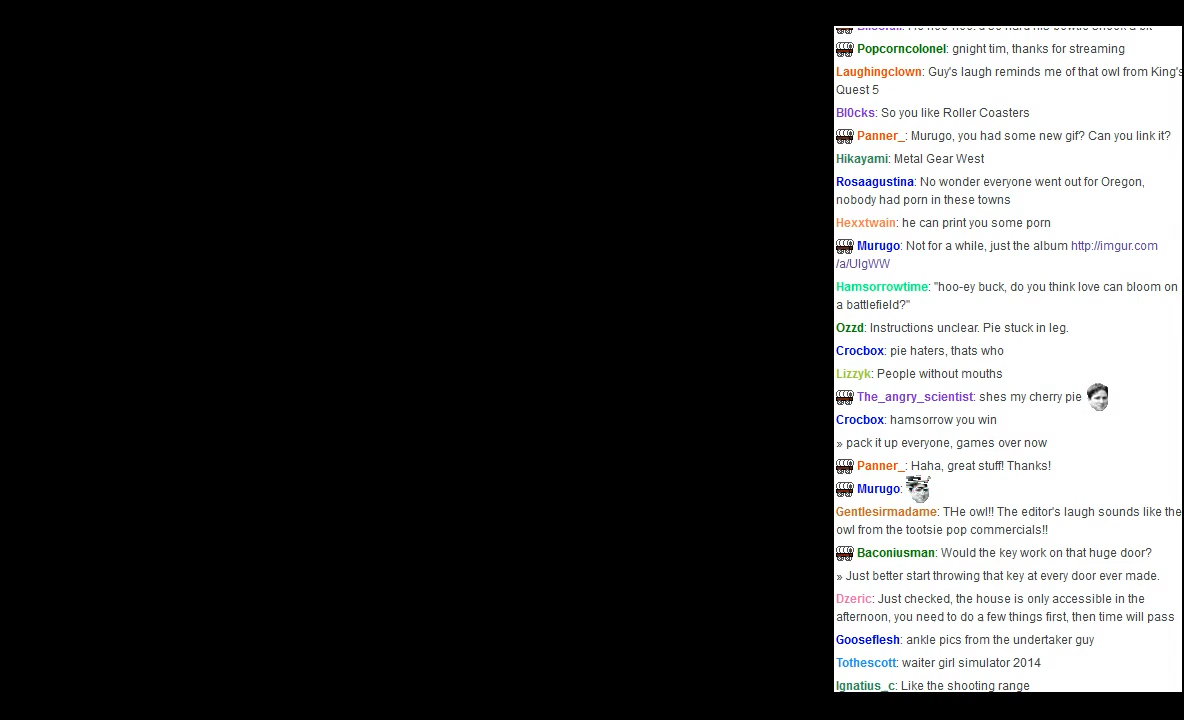 Popcorncolonel: gnight tim, thanks for streaming
Laughingclown: Guy's laugh reminds me of that owl from King's
Quest 5
Bl0cks: So you like Roller Coasters
Panner_: Murugo, you had some new gif? Can you link it?
Hikayami: Metal Gear West
Rosaagustina: No wonder everyone went out for Oregon,
nobody had porn in these towns
Hexxtwain: he can print you some porn
Murugo: Not for a while, just the album http://imgur.com
/a/UIgWW
Hamsorrowtime: "hoo-ey buck, do you think love can bloom on
a battlefield?"
Ozzd: Instructions unclear. Pie stuck in leg.
Crocbox: pie haters, thats who
Lizzyk: People without mouths
The_angry_scientist: shes my cherry pie
Crocbox: hamsorrow you win
» pack it up everyone, games over now
Panner_: Haha, great stuff! Thanks!
Murugo:
Gentlesirmadame: THe owl!! The editor's laugh sounds like the
owl from the tootsie pop commercials!!
Baconiusman: Would the key work on that huge door?
» Just better start throwing that key at every door ever made.
Dzeric: Just checked, the house is only accessible in the
afternoon, you need to do a few things first, then time will pass
Gooseflesh: ankle pics from the undertaker guy
Tothescott: waiter girl simulator 2014
Ignatius_c: Like the shooting range